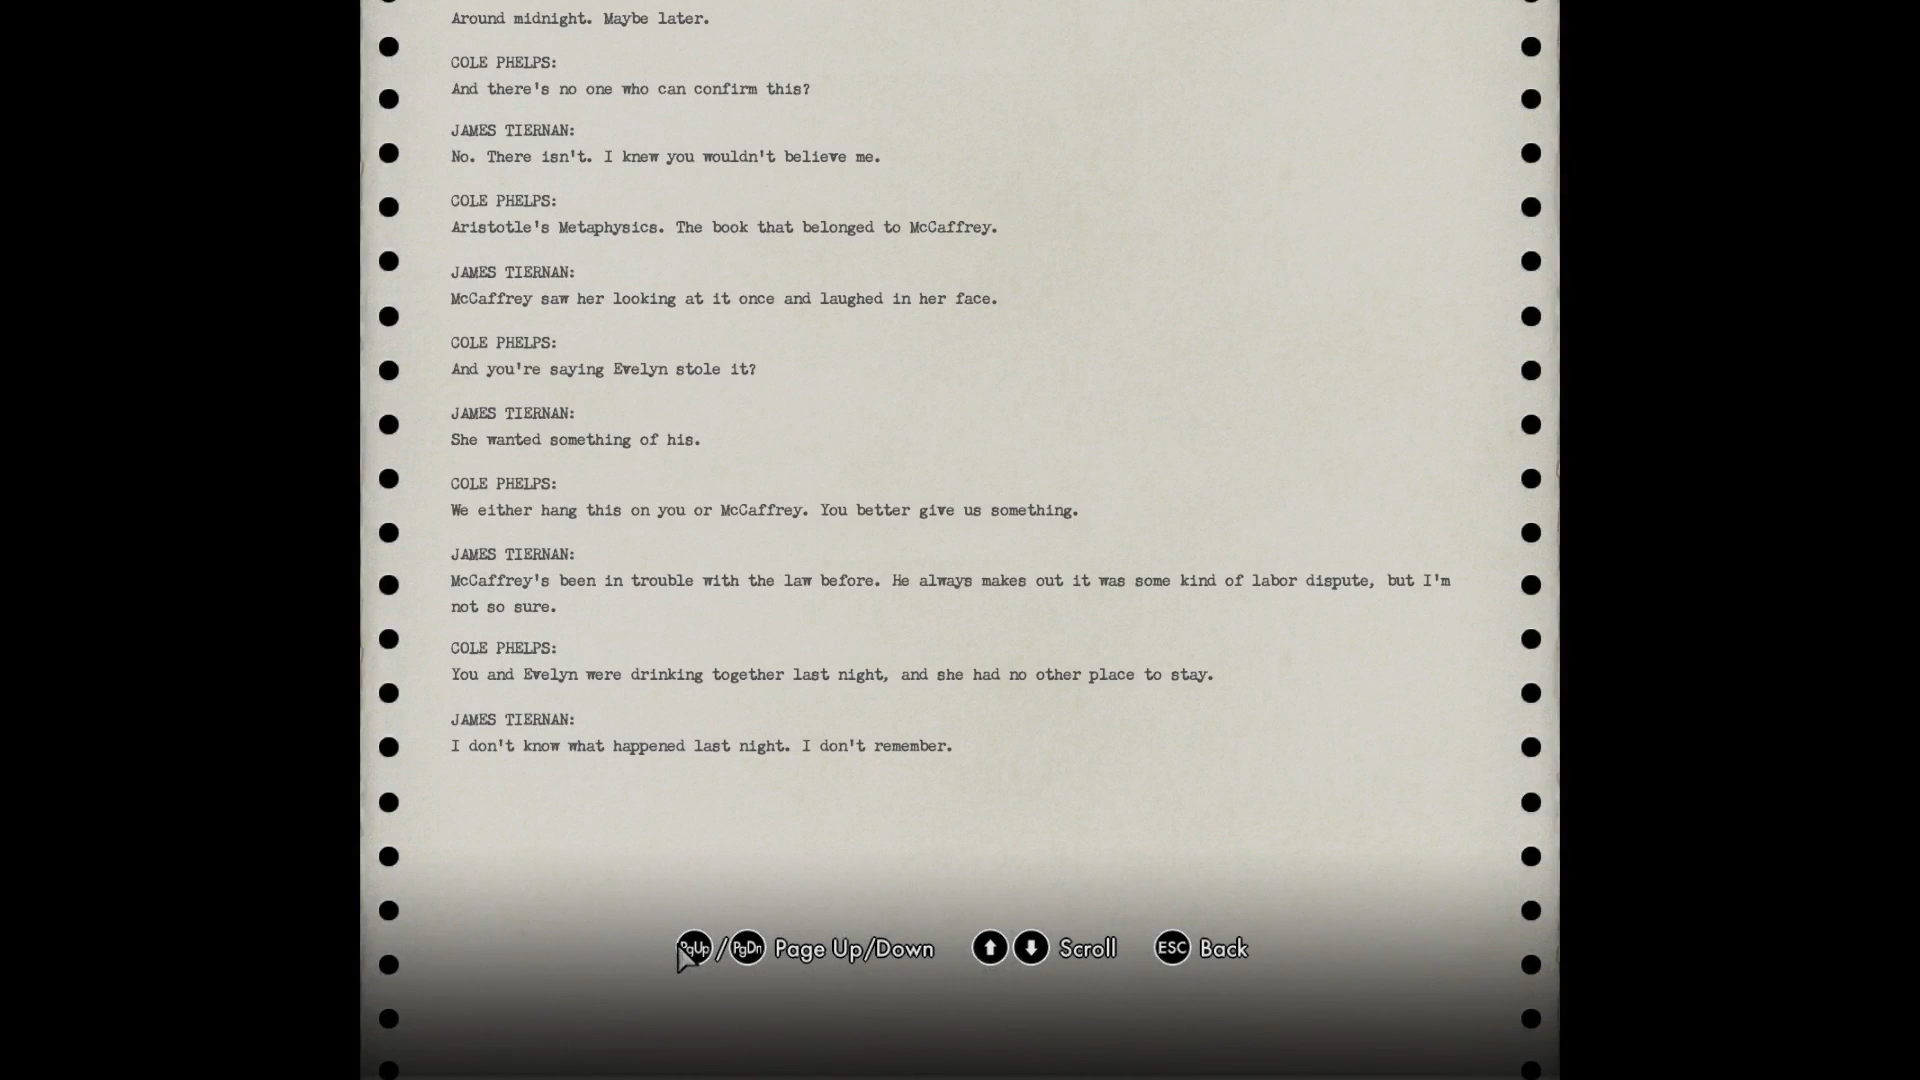 Around midnight. Maybe later.
COLE PHELPS:
And there's no one who can confirm this?
JAMES TIERNAN:
No. There isn't. I knew you wouldn't believe me.
COLE PHELPS:
Aristotle's Metaphysics. The book that belonged to McCaffrey.
JAMES TIERNAN:
McCaffrey saw her looking at it once and laughed in her face.
COLE PHELPS:
And you're saying Evelyn stole it?
JAMES TIERNAN:
She wanted something of his.
COLE PHELPS:
We either hang this on you or McCaffrey. You better give us something.
JAMES TIERNAN:
McCaffrey's been in trouble with the law before. He always makes out it was some kind of labor dispute, but I'm
not so sure.
COLE PHELPS:
You and Evelyn were drinking together last night, and she had no other place to stay.
JAMES TIERNAN:
I don't know what happened last night. I don't remember.
PgUp/PgDn Page Up/Down Scroll ESC Back